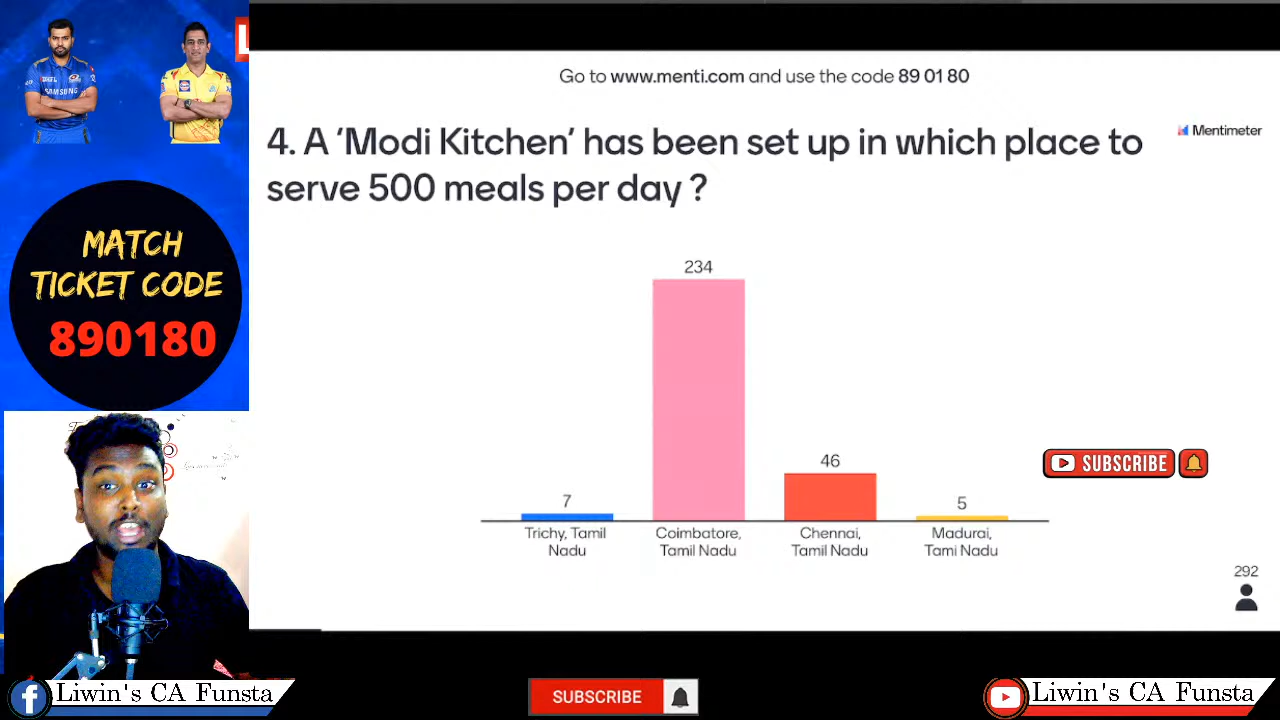 Go to www.menti.com and use the code 89 01 80
Mentimeter
4. A ‘Modi Kitchen’ has been set up in which place to
serve 500 meals per day ?
MATCH
TICKET CODE
890180
234
46
7
5
Trichy, Tamil
Nadu
Coimbatore,
Tamil Nadu
Chennai,
Tamil Nadu
Madurai,
Tami Nadu
SUBSCRIBE
292
SAMSUNG
Liwin's CA Funsta
SUBSCRIBE
Liwin's CA Funsta